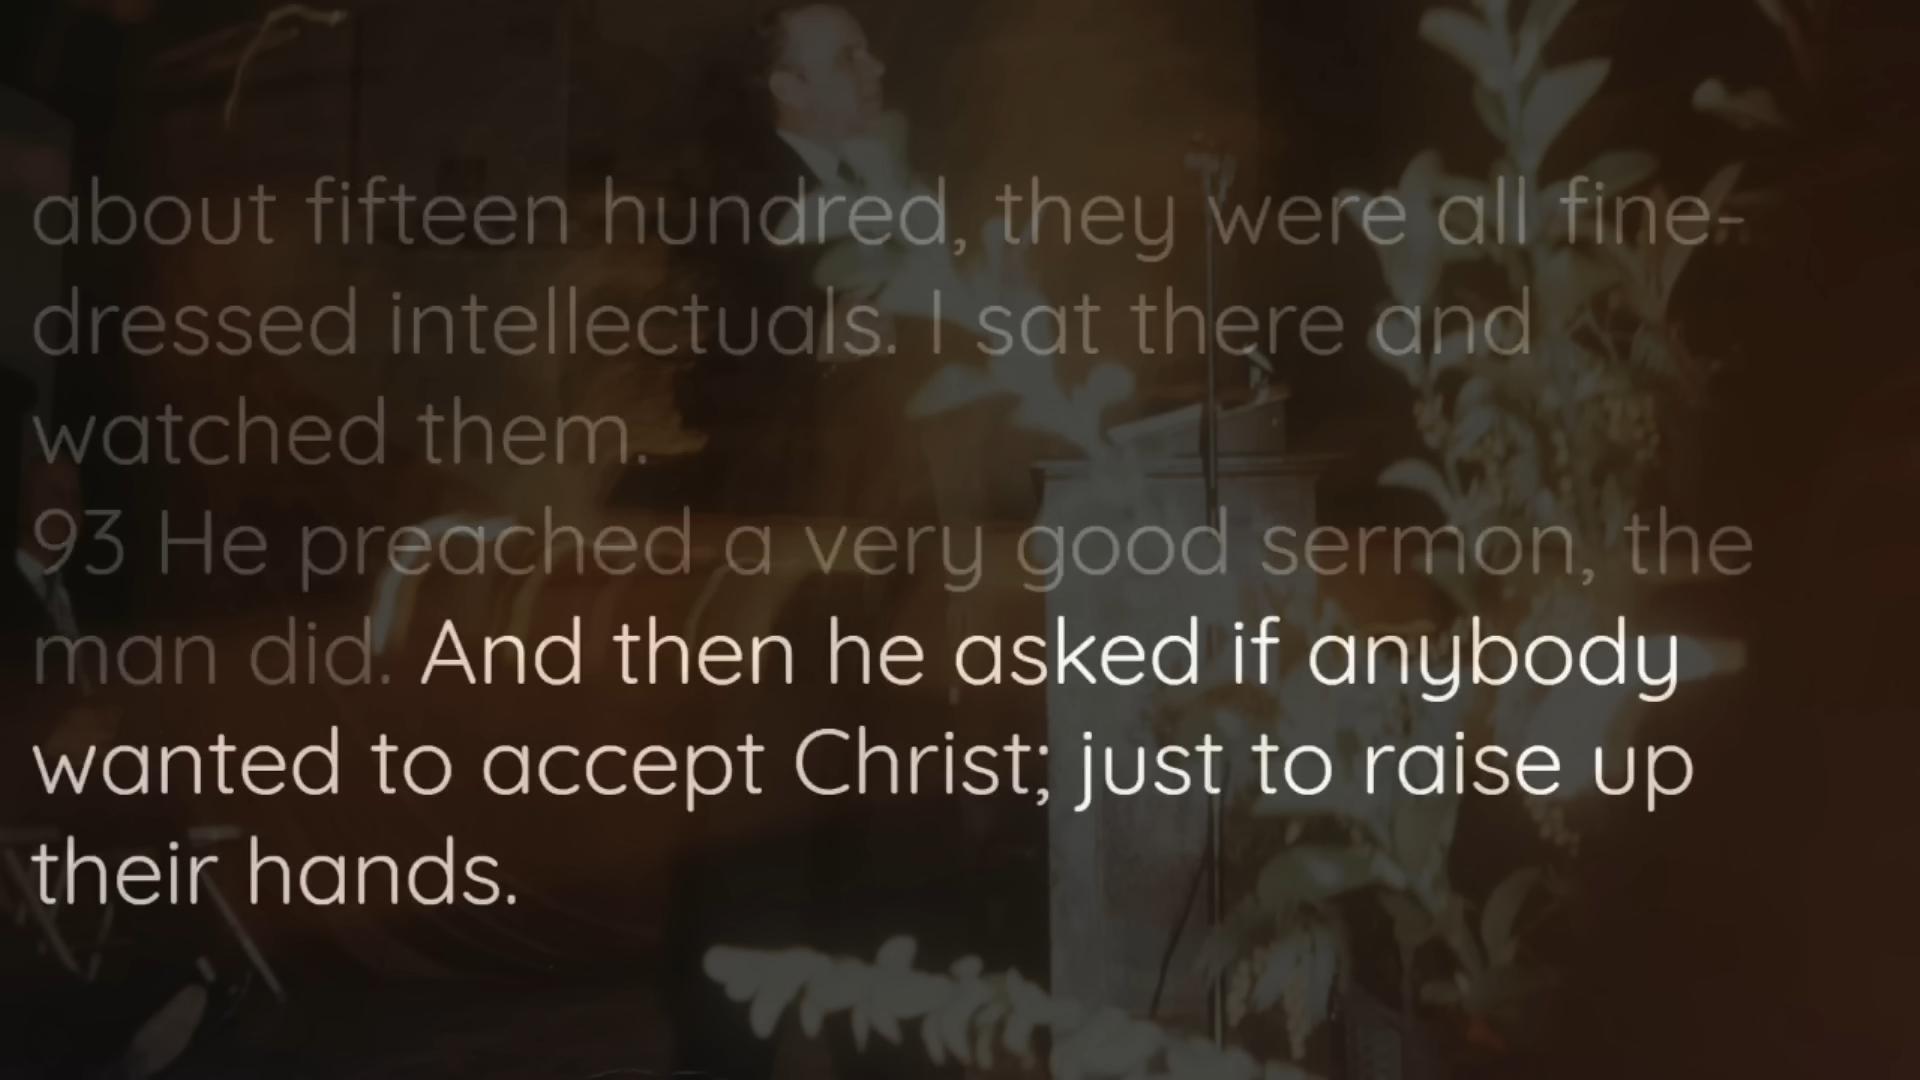 about fifteen hundred, they were all fine-
dressed intellectuals. I sat there and
watched them.
93 He preached a very good sermon, the
man did. And then he asked if anybody
wanted to accept Christ; just to raise up
their hands.